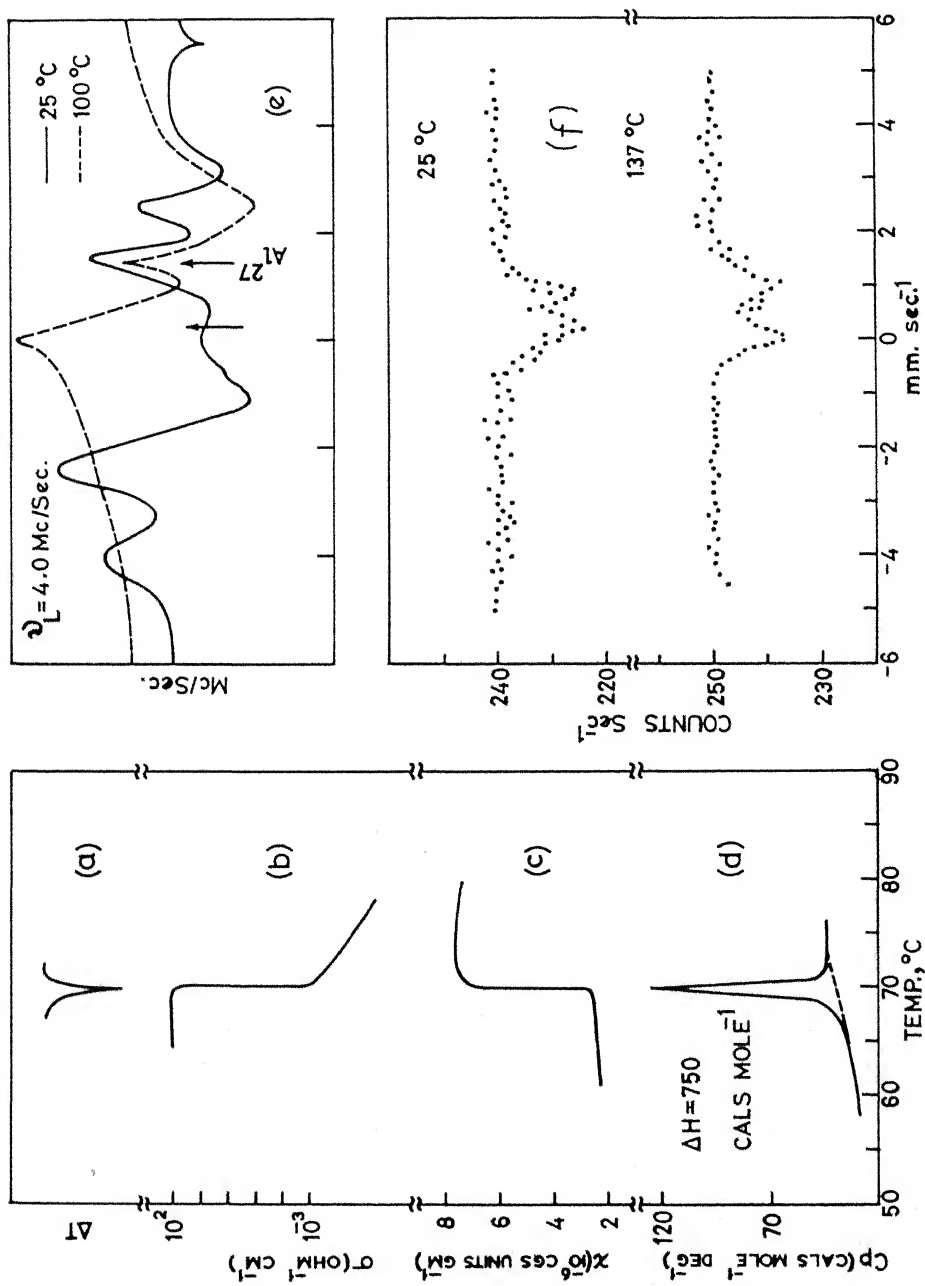 ΔT
10²
10⁻³
σ (OHM⁻¹ CM⁻¹)
8
6
4
2
χ(10⁻⁶ CGS UNITS GM⁻¹)
120
70
Cp (CALS MOLE⁻¹ DEG⁻¹)
(a)
(b)
(c)
(d)
ΔH=750
CALS MOLE⁻¹
50
60
70
80
90
TEMP., °C
Mc/Sec.
ν_L = 4.0 Mc/Sec.
25 °C
100 °C
(e)
²⁷Al
COUNTS Sec⁻¹
240
220
250
230
25 °C
(f)
137 °C
-6
-4
-2
0
2
4
6
mm. sec⁻¹